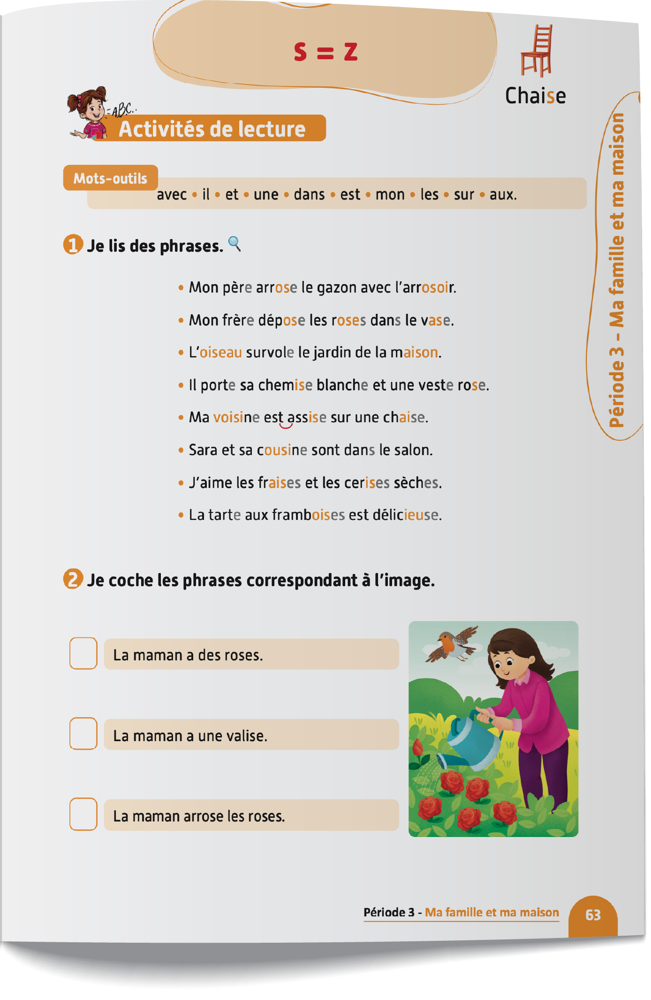 s = z
Chaise
A.B.C..
Activités de lecture
Mots-outils
avec • il • et • une • dans • est • mon • les • sur • aux.
1 Je lis des phrases.
• Mon père arrose le gazon avec l'arrosoir.
• Mon frère dépose les roses dans le vase.
• L'oiseau survole le jardin de la maison.
• Il porte sa chemise blanche et une veste rose.
• Ma voisine est assise sur une chaise.
• Sara et sa cousine sont dans le salon.
• J'aime les fraises et les cerises sèches.
• La tarte aux framboises est délicieuse.
2 Je coche les phrases correspondant à l'image.
La maman a des roses.
La maman a une valise.
La maman arrose les roses.
Période 3 - Ma famille et ma maison
Période 3 - Ma famille et ma maison
63